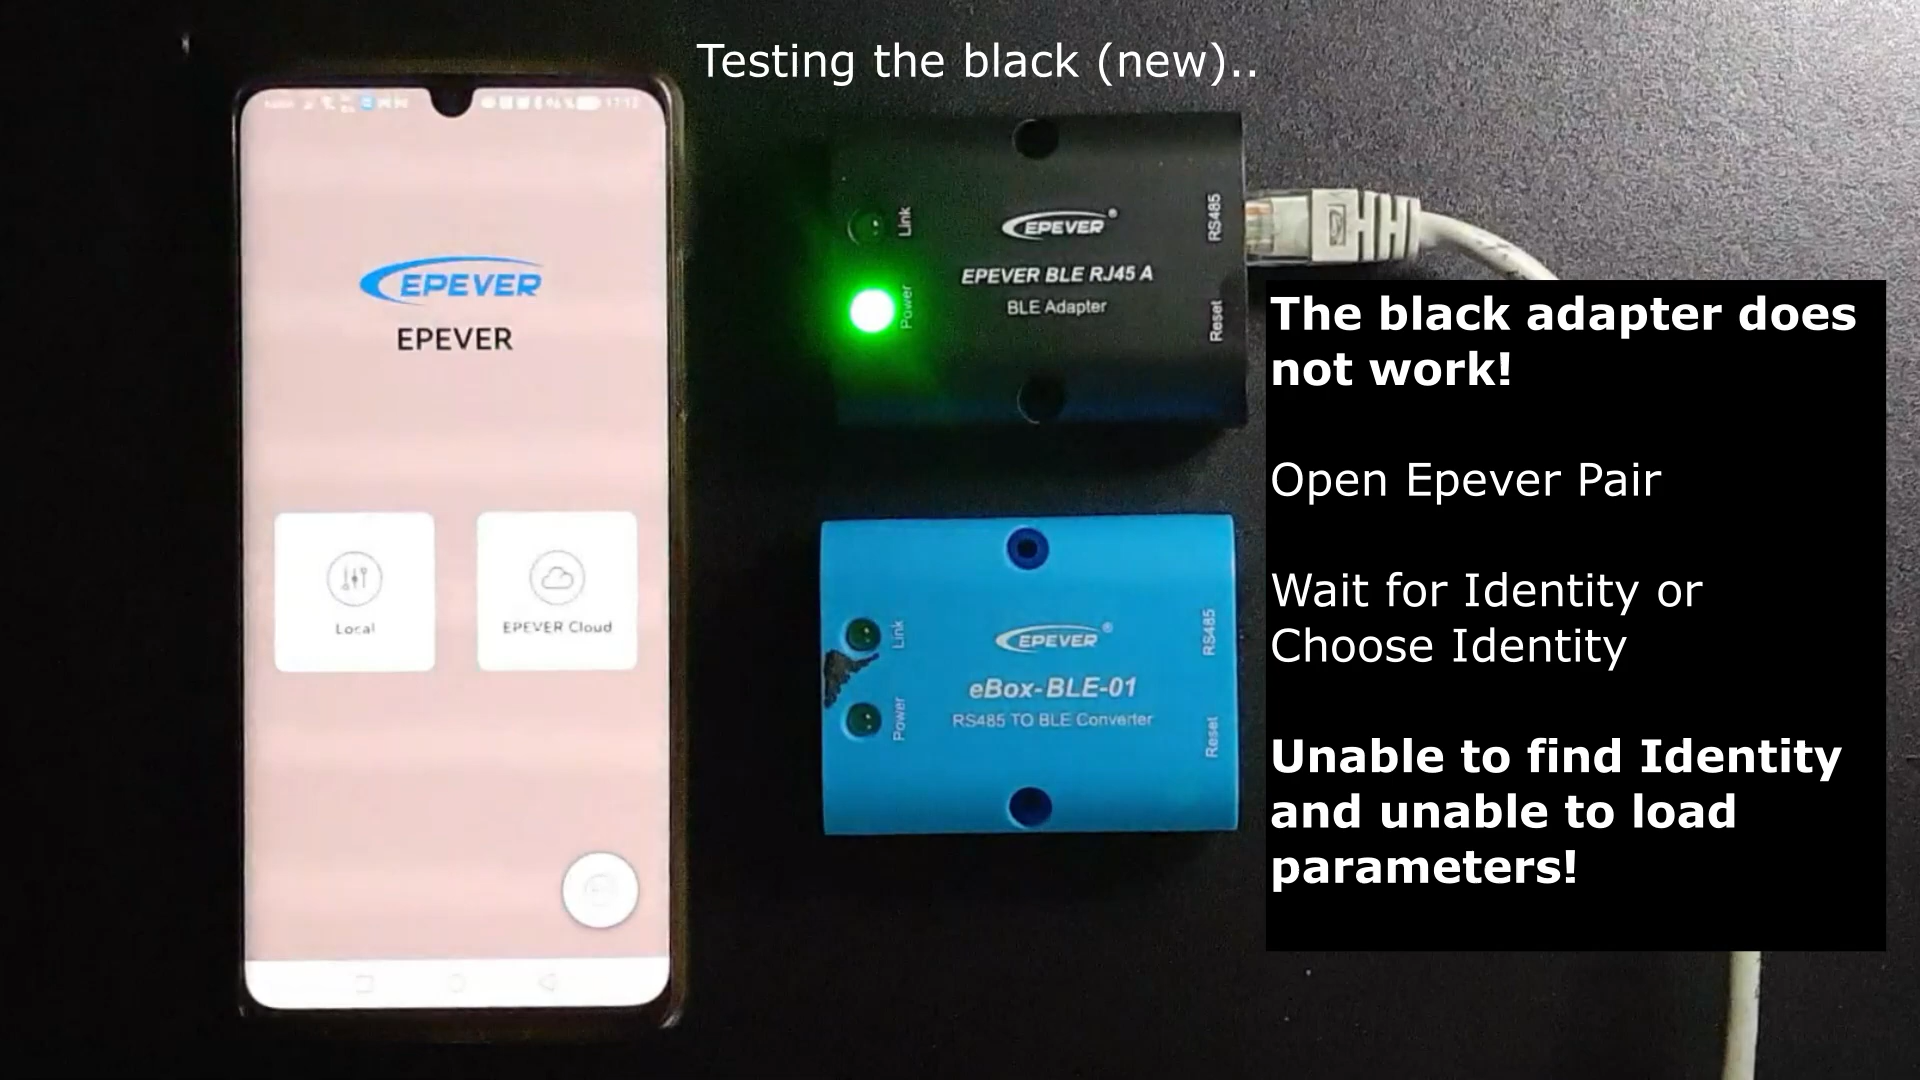 Testing the black (new)..
17:12
EPEVER
EPEVER
Local
EPEVER Cloud
Link
Power
EPEVER®
EPEVER BLE RJ45 A
BLE Adapter
RS485
Reset
Link
Power
EPEVER®
eBox-BLE-01
RS485 TO BLE Converter
RS485
Reset
The black adapter does
not work!
Open Epever Pair
Wait for Identity or
Choose Identity
Unable to find Identity
and unable to load
parameters!